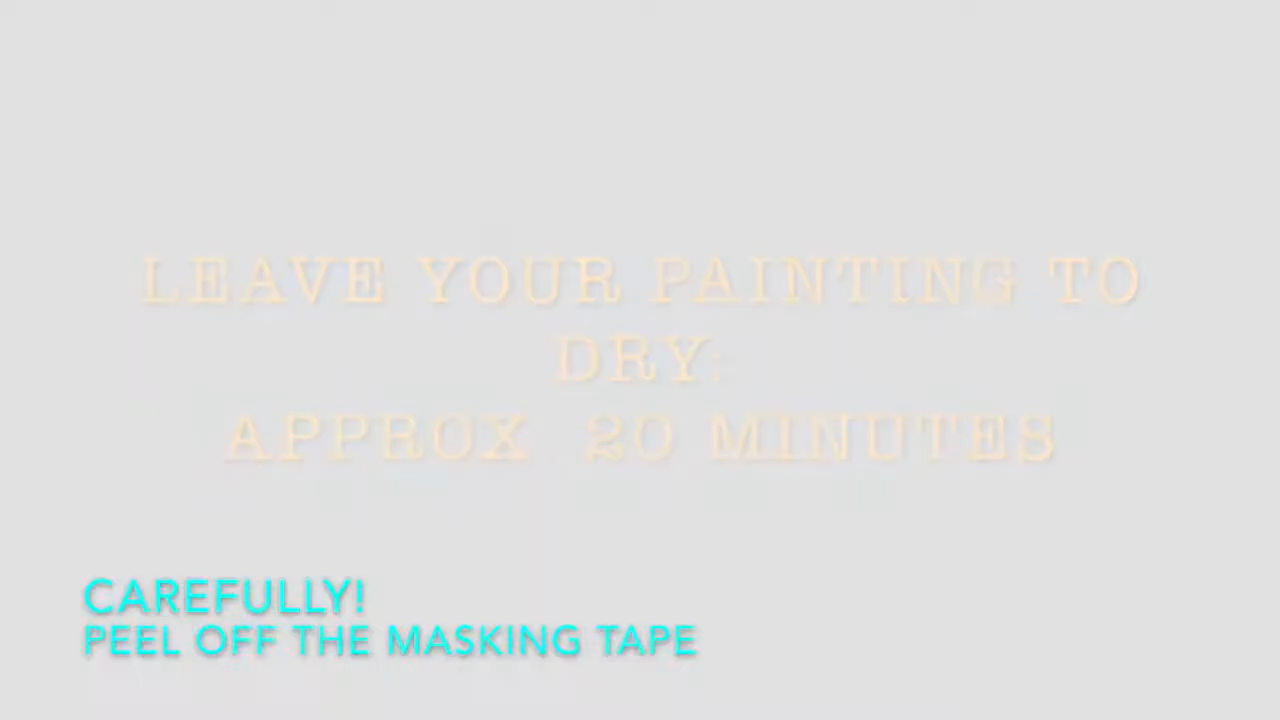 LEAVE YOUR PAINTING TO
DRY:
APPROX 20 MINUTES
CAREFULLY!
PEEL OFF THE MASKING TAPE